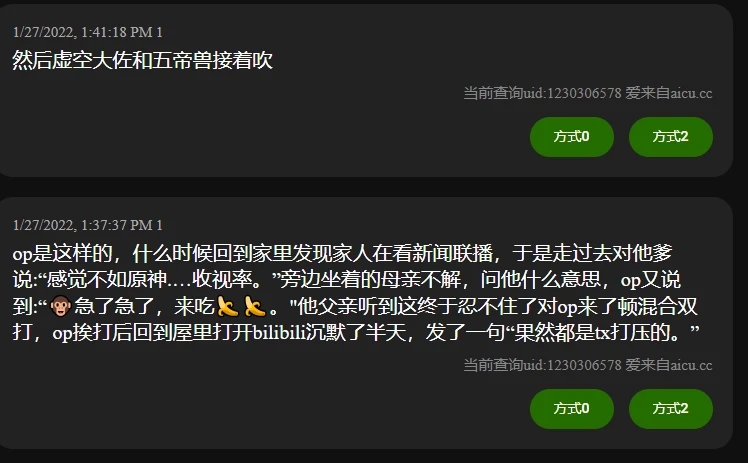 1/27/2022, 1:41:18 PM 1
然后虚空大佐和五帝兽接着吹
当前查询uid:1230306578 爱来自aicu.cc
方式0
方式2
1/27/2022, 1:37:37 PM 1
op是这样的，什么时候回到家里发现家人在看新闻联播，于是走过去对他爹
说:“感觉不如原神.…收视率。”旁边坐着的母亲不解，问他什么意思，op又说
到:“🐵急了急了，来吃🍌🍌。"他父亲听到这终于忍不住了对op来了顿混合双
打，op挨打后回到屋里打开bilibili沉默了半天，发了一句“果然都是tx打压的。”
当前查询uid:1230306578 爱来自aicu.cc
方式0
方式2